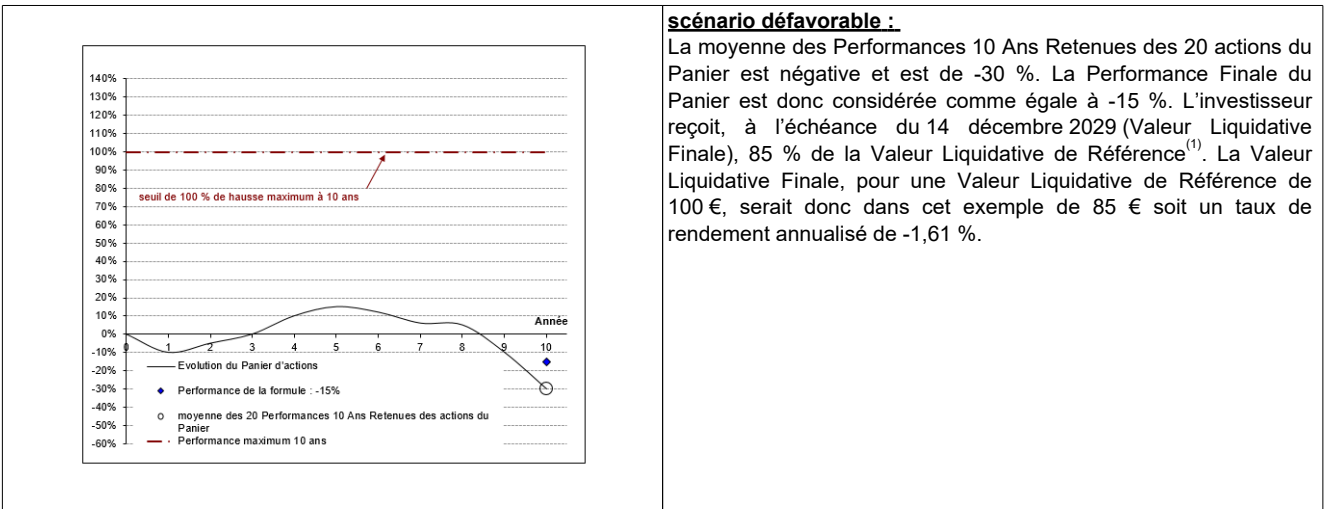 140%
130%
120%
110%
100%
90%
80%
seuil de 100 % de hausse maximum à 10 ans
70%
60%
50%
40%
30%
20%
10%
Année
0%
0 1 2 3 4 5 6 7 8 9 10
-10%
Evolution du Panier d'actions
-20%
Performance de la formule : -15%
-30%
-40%
moyenne des 20 Performances 10 Ans Retenues des actions du
-50%
Panier
Performance maximum 10 ans
-60%
scénario défavorable :
La moyenne des Performances 10 Ans Retenues des 20 actions du
Panier est négative et est de -30 %. La Performance Finale du
Panier est donc considérée comme égale à -15 %. L'investisseur
reçoit, à l'échéance du 14 décembre 2029 (Valeur Liquidative
Finale), 85 % de la Valeur Liquidative de Référence(1). La Valeur
Liquidative Finale, pour une Valeur Liquidative de Référence de
100 €, serait donc dans cet exemple de 85 € soit un taux de
rendement annualisé de -1,61 %.